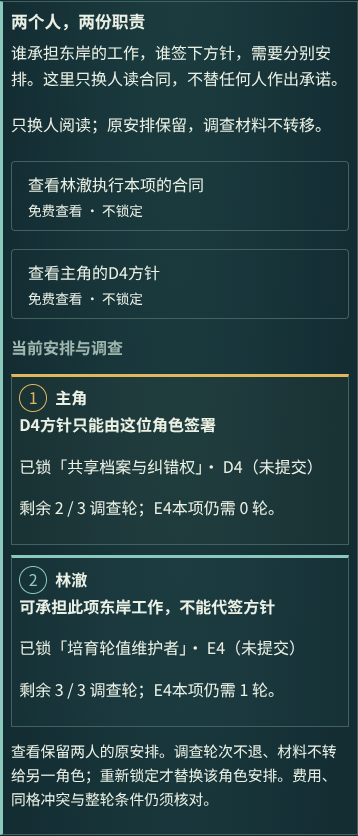 两个人，两份职责
谁承担东岸的工作，谁签下方针，需要分别安
排。这里只换人读合同，不替任何人作出承诺。
只换人阅读；原安排保留，调查材料不转移。
查看林澈执行本项的合同
免费查看 · 不锁定
查看主角的D4方针
免费查看 · 不锁定
当前安排与调查
1 主角
D4方针只能由这位角色签署
已锁「共享档案与纠错权」· D4（未提交）
剩余 2 / 3 调查轮；E4本项仍需 0 轮。
2 林澈
可承担此项东岸工作，不能代签方针
已锁「培育轮值维护者」· E4（未提交）
剩余 3 / 3 调查轮；E4本项仍需 1 轮。
查看保留两人的原安排。调查轮次不退、材料不转
给另一角色；重新锁定才替换该角色安排。费用、
同格冲突与整轮条件仍须核对。